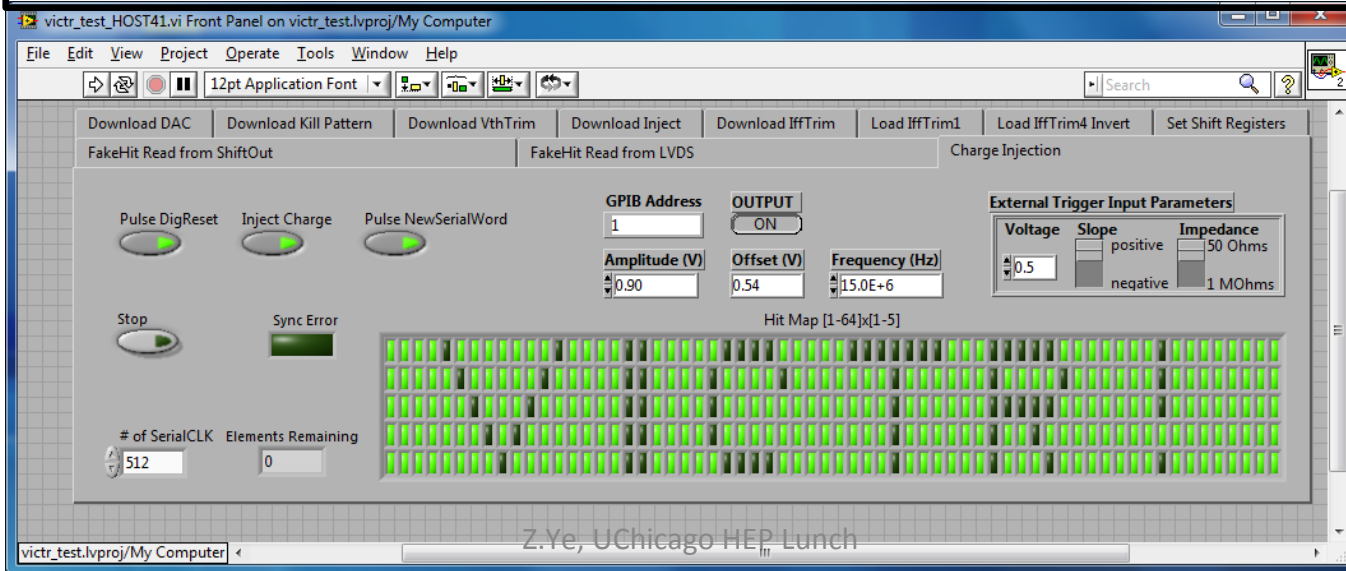 victr_test_HOST41.vi Front Panel on victr_test.lvproj/My Computer
File Edit View Project Operate Tools Window Help
12pt Application Font
Search
2
Download DAC Download Kill Pattern Download VthTrim Download Inject Download IffTrim Load IffTrim1 Load IffTrim4 Invert Set Shift Registers
FakeHit Read from ShiftOut FakeHit Read from LVDS Charge Injection
Pulse DigReset Inject Charge Pulse NewSerialWord
GPIB Address OUTPUT
1 ON
Amplitude (V) Offset (V) Frequency (Hz)
0.90 0.54 15.0E+6
External Trigger Input Parameters
Voltage Slope Impedance
positive 50 Ohms
0.5
negative 1 MOhms
Stop Sync Error
Hit Map [1-64]x[1-5]
# of SerialCLK Elements Remaining
512 0
Z.Ye, UChicago HEP Lunch
victr_test.lvproj/My Computer